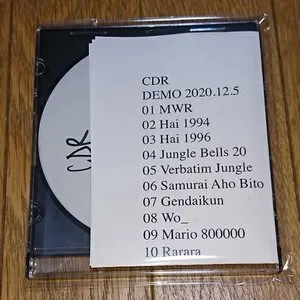 CDR
CDR
DEMO 2020.12.5
01 MWR
02 Hai 1994
03 Hai 1996
04 Jungle Bells 20
05 Verbatim Jungle
06 Samurai Aho Bito
07 Gendaikun
08 Wo_
09 Mario 800000
10 Rarara